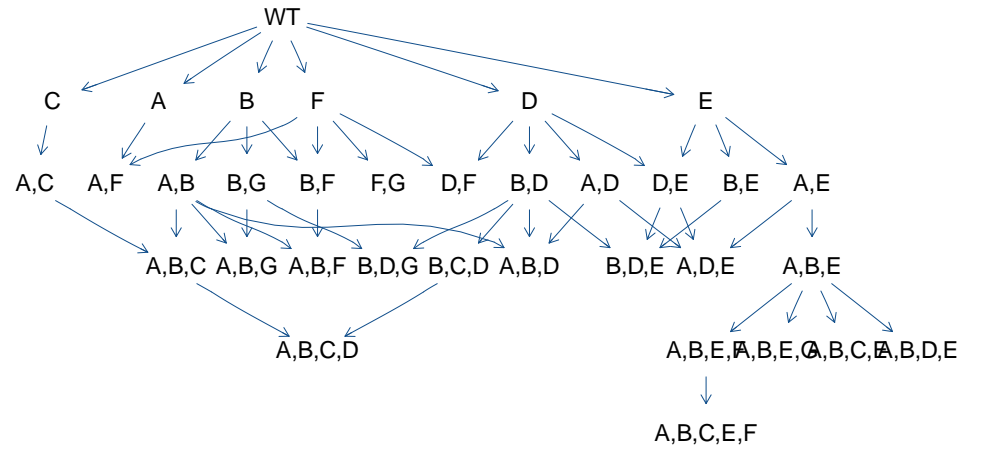 WT
C A B F D E
A,C A,F A,B B,G B,F F,G D,F B,D A,D D,E B,E A,E
A,B,C A,B,G A,B,F B,D,G B,C,D A,B,D B,D,E A,D,E A,B,E
A,B,C,D A,B,E,F A,B,E,G A,B,C,E A,B,D,E
A,B,C,E,F